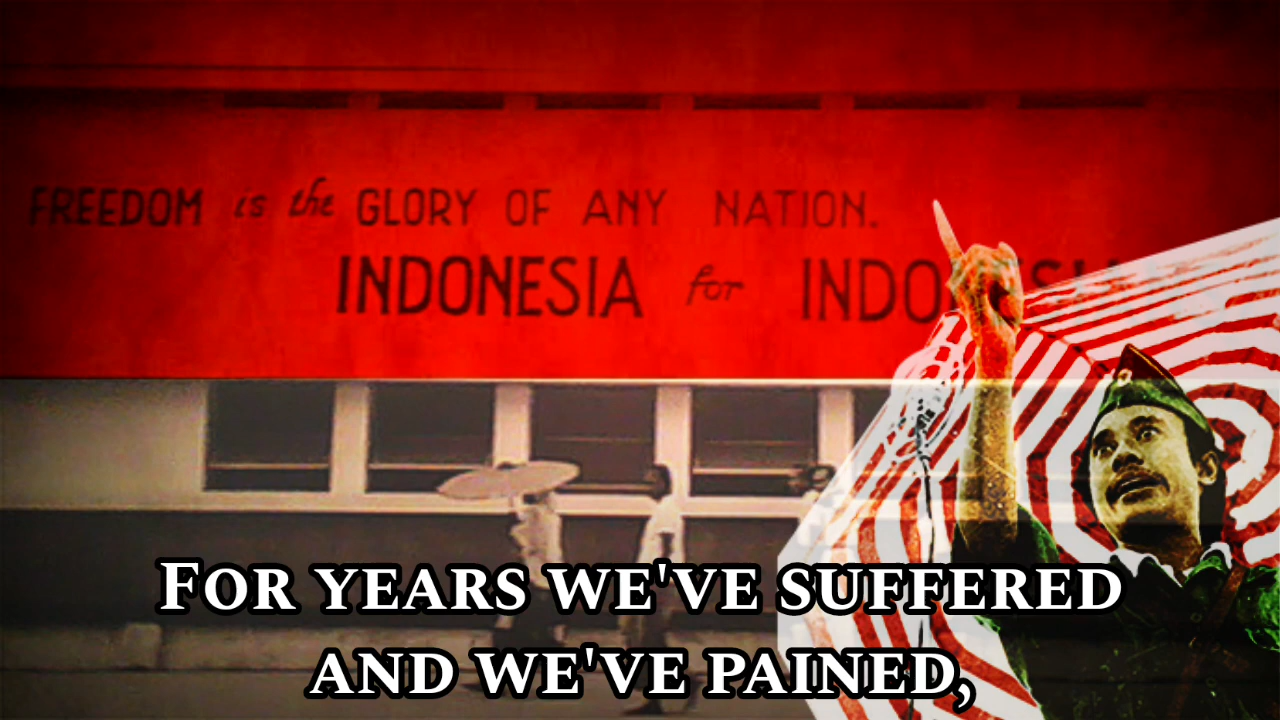 FREEDOM is the GLORY OF ANY NATION.
INDONESIA for
FOR YEARS WE'VE SUFFERED
AND WE'VE PAINED,